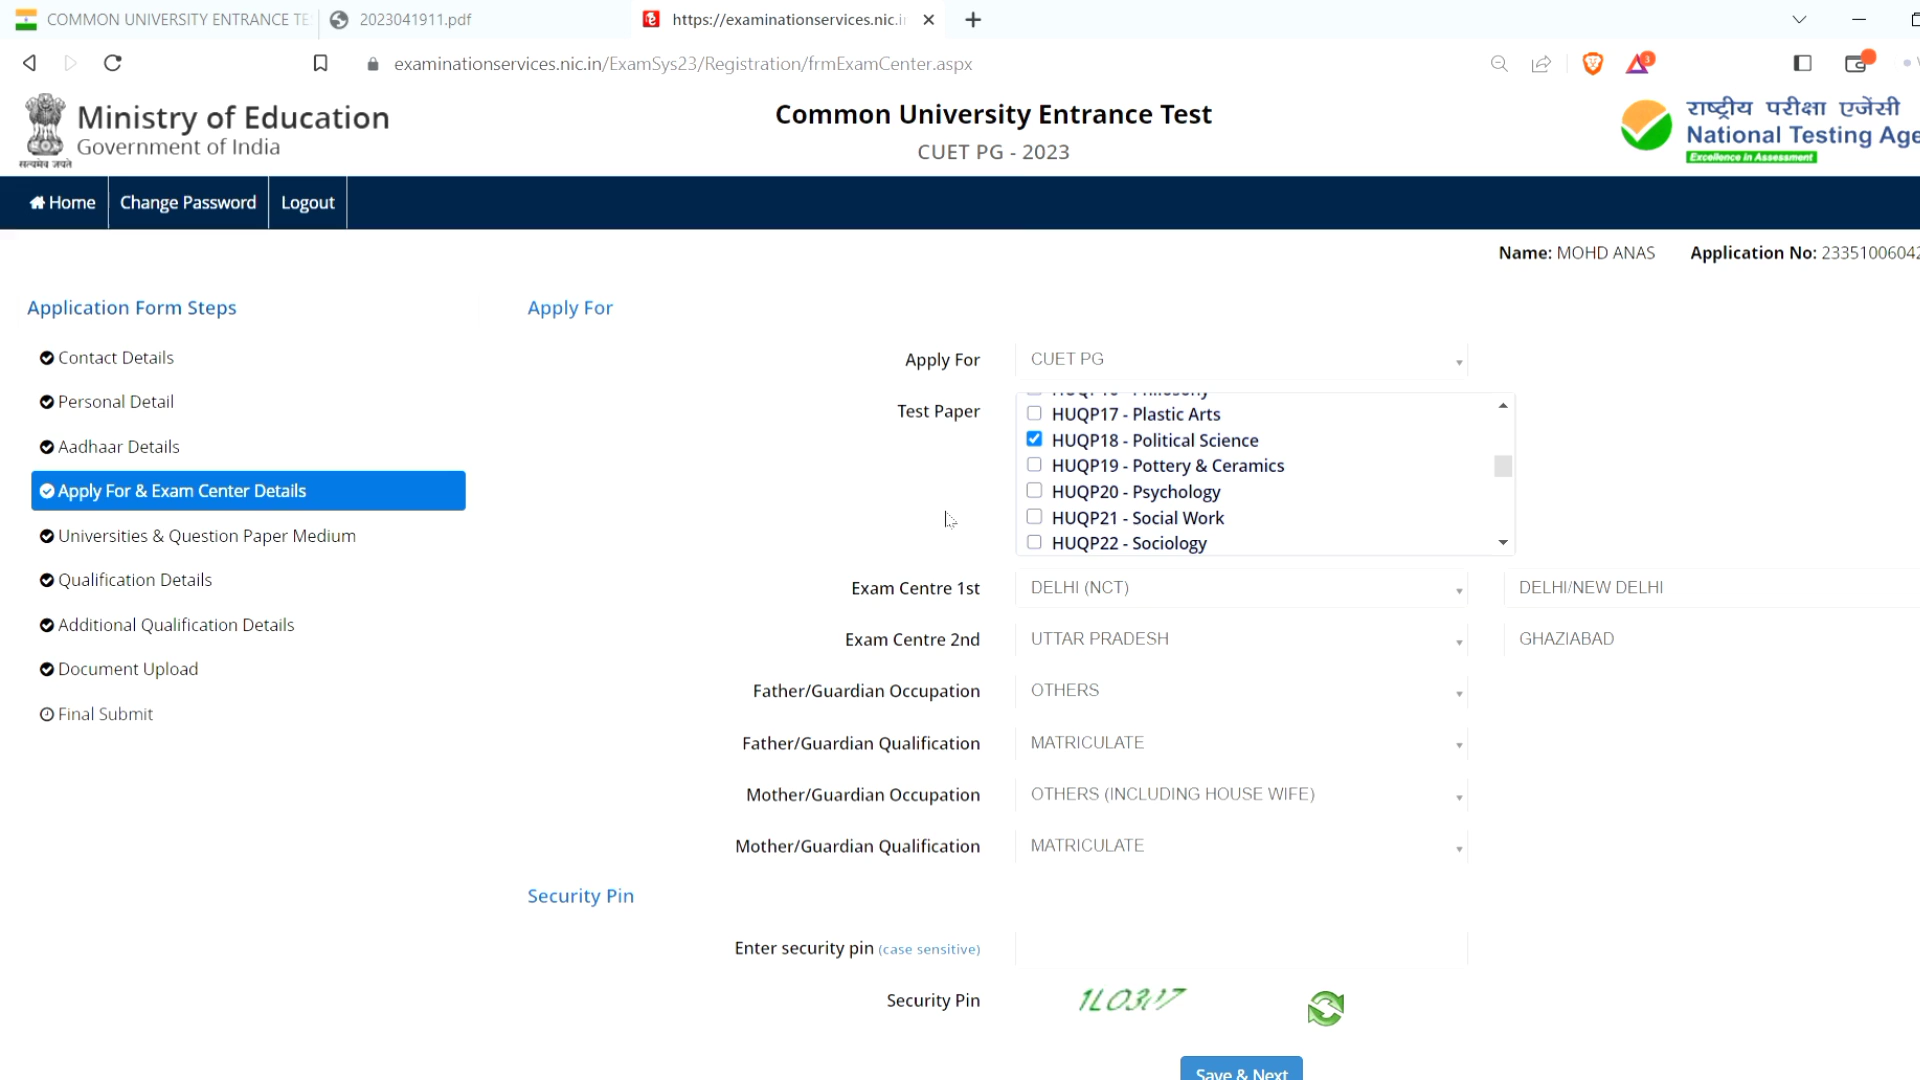 COMMON UNIVERSITY ENTRANCE TE
2023041911.pdf
https://examinationservices.nic.i
examinationservices.nic.in/ExamSys23/Registration/frmExamCenter.aspx
3
सत्यमेव जयते
Ministry of Education
Government of India
Common University Entrance Test
CUET PG - 2023
राष्ट्रीय परीक्षा एजेंसी
National Testing Age
Excellence in Assessment
Home
Change Password
Logout
Name: MOHD ANAS
Application No: 23351006042
Application Form Steps
Contact Details
Personal Detail
Aadhaar Details
Apply For & Exam Center Details
Universities & Question Paper Medium
Qualification Details
Additional Qualification Details
Document Upload
Final Submit
Apply For
Apply For
CUET PG
Test Paper
HUQP17 - Plastic Arts
HUQP18 - Political Science
HUQP19 - Pottery & Ceramics
HUQP20 - Psychology
HUQP21 - Social Work
HUQP22 - Sociology
Exam Centre 1st
DELHI (NCT)
DELHI/NEW DELHI
Exam Centre 2nd
UTTAR PRADESH
GHAZIABAD
Father/Guardian Occupation
OTHERS
Father/Guardian Qualification
MATRICULATE
Mother/Guardian Occupation
OTHERS (INCLUDING HOUSE WIFE)
Mother/Guardian Qualification
MATRICULATE
Security Pin
Enter security pin (case sensitive)
Security Pin
Save & Next